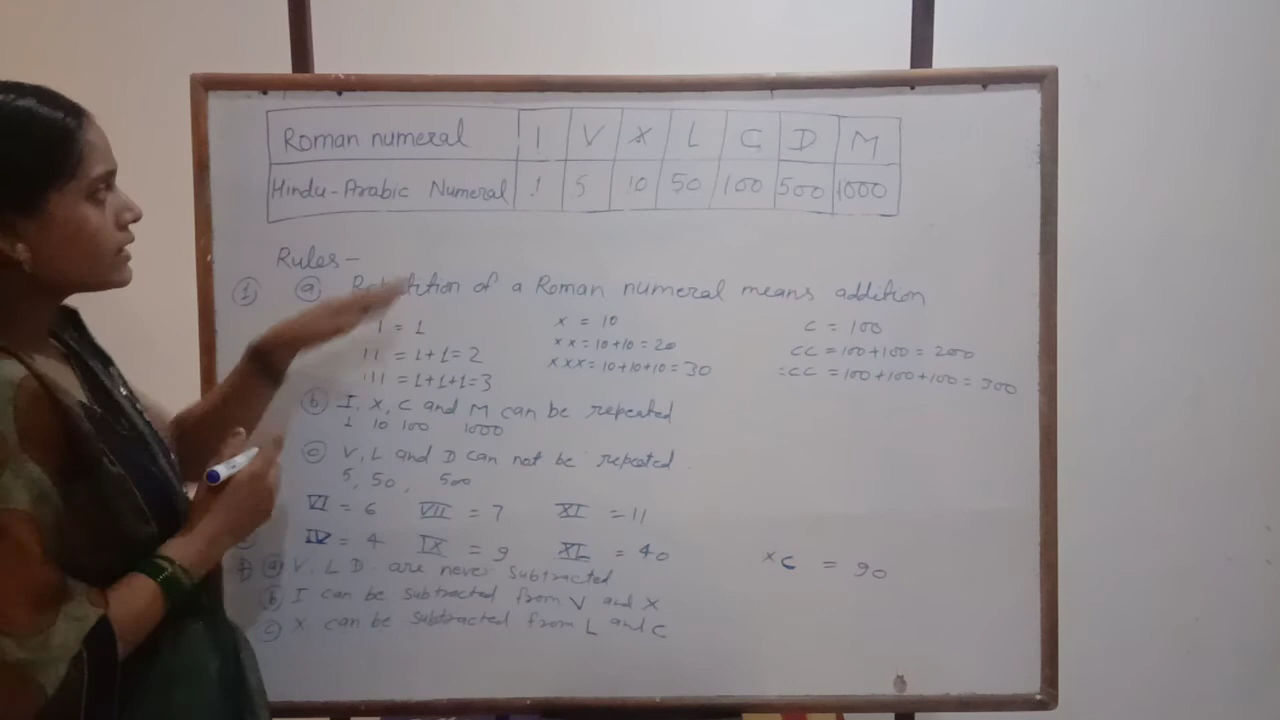 Roman numeral I V X L C D M
Hindu-Arabic Numeral 1 5 10 50 100 500 1000
Rules-
① ⓐ of a Roman numeral means addition
I = 1 X = 10 C = 100
II = 1+1=2 XX = 10+10=20 CC = 100+100 = 200
III = 1+1+1=3 XXX = 10+10+10=30 CC = 100+100+100 = 300
ⓑ I, X, C and M can be repeated
1 10 100 1000
ⓒ V, L and D can not be repeated.
5, 50, 500
VI = 6 VII = 7 XI = 11
IV = 4 IX = 9 XL = 40 XC = 90
ⓐ V. L D. are never subtracted
ⓑ I can be subtracted from V and X
ⓒ X can be subtracted from L and C